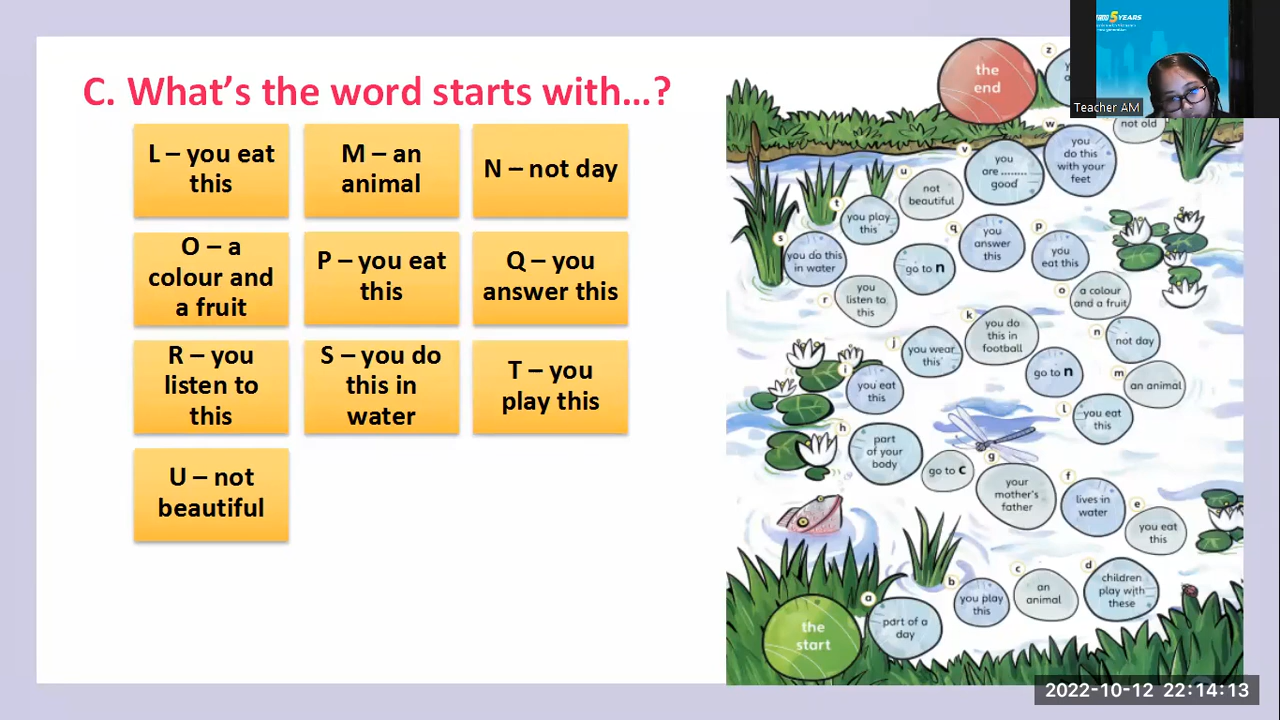 C. What's the word starts with...?
L – you eat
this
M – an
animal
N – not day
O – a
colour and
a fruit
P – you eat
this
Q – you
answer this
R – you
listen to
this
S – you do
this in
water
T – you
play this
U – not
beautiful
the
end
z
not old
w
you
do this
with your
feet
v
you
are ........
good
u
not
beautiful
t
you play
this
s
you do this
in water
r
you
listen to
this
go to n
q
you
answer
this
p
you
eat this
o
a colour
and a fruit
n
not day
m
an animal
go to n
l
you eat
this
k
you do
this in
football
j
you wear
this
i
you eat
this
h
part
of your
body
go to c
g
your
mother's
father
f
lives in
water
e
you eat
this
d
children
play with
these
c
an
animal
b
you play
this
a
part of a
day
the
start
5 YEARS
Teacher AM
2022-10-12 22:14:13